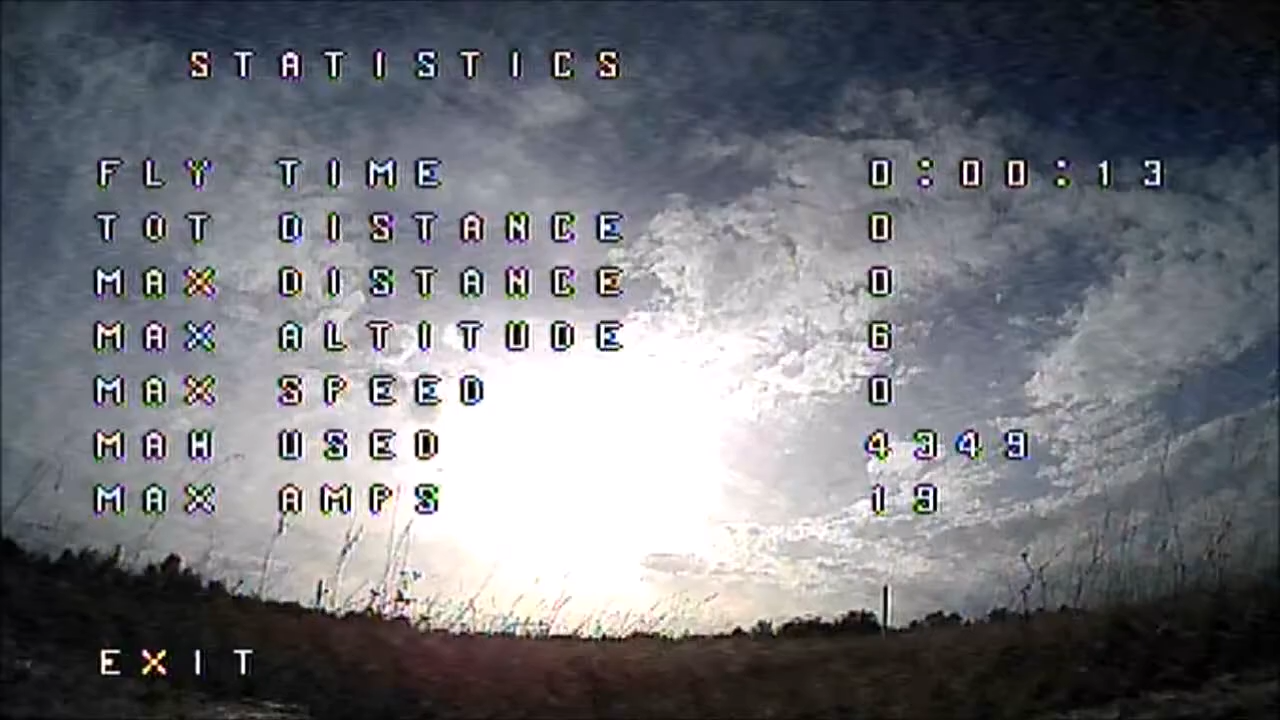 STATISTICS
FLY TIME 0:00:13
TOT DISTANCE 0
MAX DISTANCE 0
MAX ALTITUDE 6
MAX SPEED 0
MAH USED 4349
MAX AMPS 19
EXIT